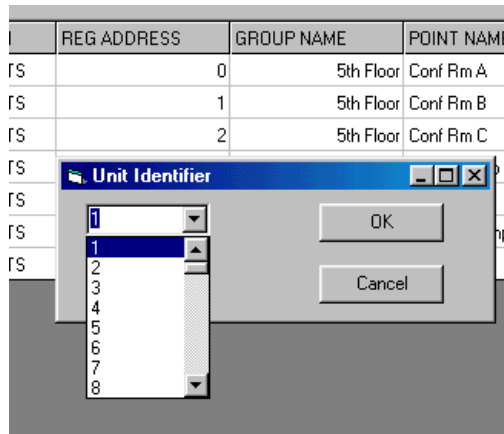 REG ADDRESS GROUP NAME POINT NAM
TS 0 5th Floor Conf Rm A
TS 1 5th Floor Conf Rm B
TS 2 5th Floor Conf Rm C
TS
TS
TS
TS
Unit Identifier
1
OK
Cancel
1
2
3
4
5
6
7
8